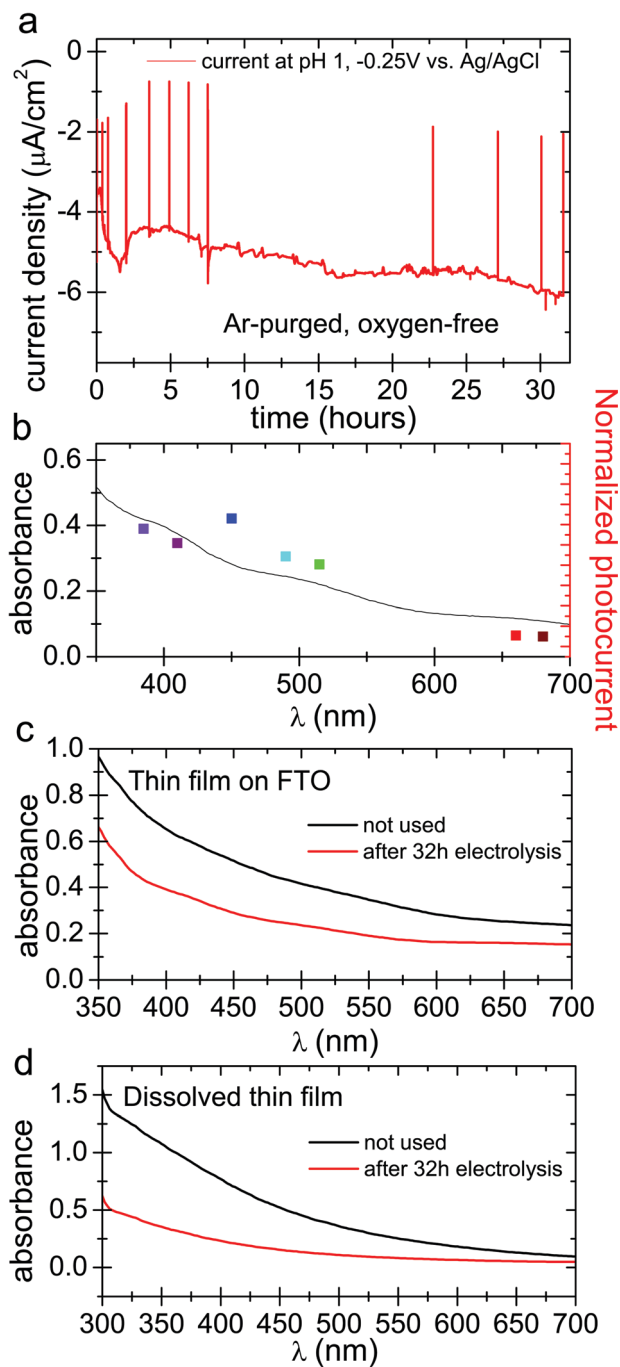 a
current at pH 1, -0.25V vs. Ag/AgCl
current density (μA/cm²)
0
-2
-4
-6
Ar-purged, oxygen-free
0 5 10 15 20 25 30
time (hours)
b
absorbance
0.6
0.4
0.2
0.0
Normalized photocurrent
400 500 600 700
λ (nm)
c
absorbance
1.0
0.8
0.6
0.4
0.2
0.0
Thin film on FTO
not used
after 32h electrolysis
350 400 450 500 550 600 650 700
λ (nm)
d
absorbance
1.5
1.0
0.5
0.0
Dissolved thin film
not used
after 32h electrolysis
300 350 400 450 500 550 600 650 700
λ (nm)